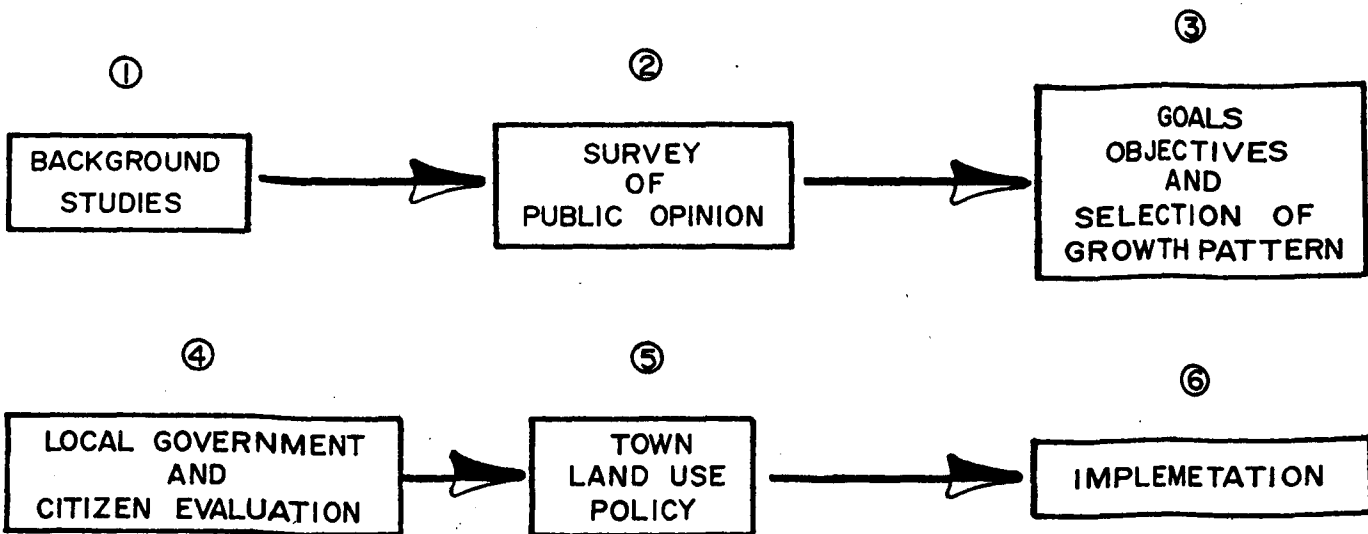 ①
BACKGROUND
STUDIES
②
SURVEY
OF
PUBLIC OPINION
③
GOALS
OBJECTIVES
AND
SELECTION OF
GROWTH PATTERN
④
LOCAL GOVERNMENT
AND
CITIZEN EVALUATION
⑤
TOWN
LAND USE
POLICY
⑥
IMPLEMETATION